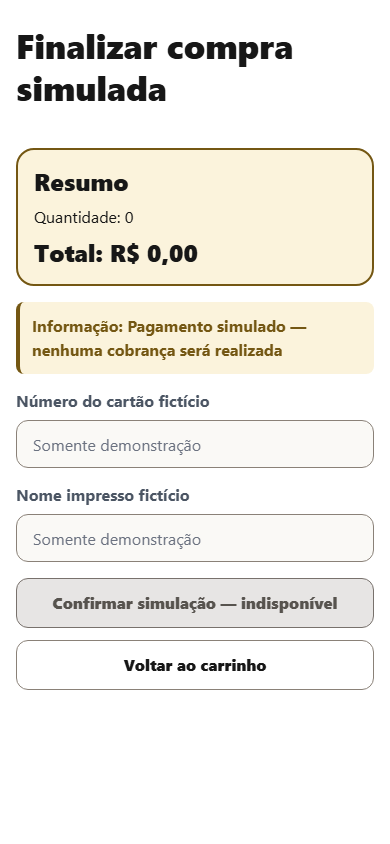 Finalizar compra
simulada
Resumo
Quantidade: 0
Total: R$ 0,00
Informação: Pagamento simulado —
nenhuma cobrança será realizada
Número do cartão fictício
Somente demonstração
Nome impresso fictício
Somente demonstração
Confirmar simulação — indisponível
Voltar ao carrinho